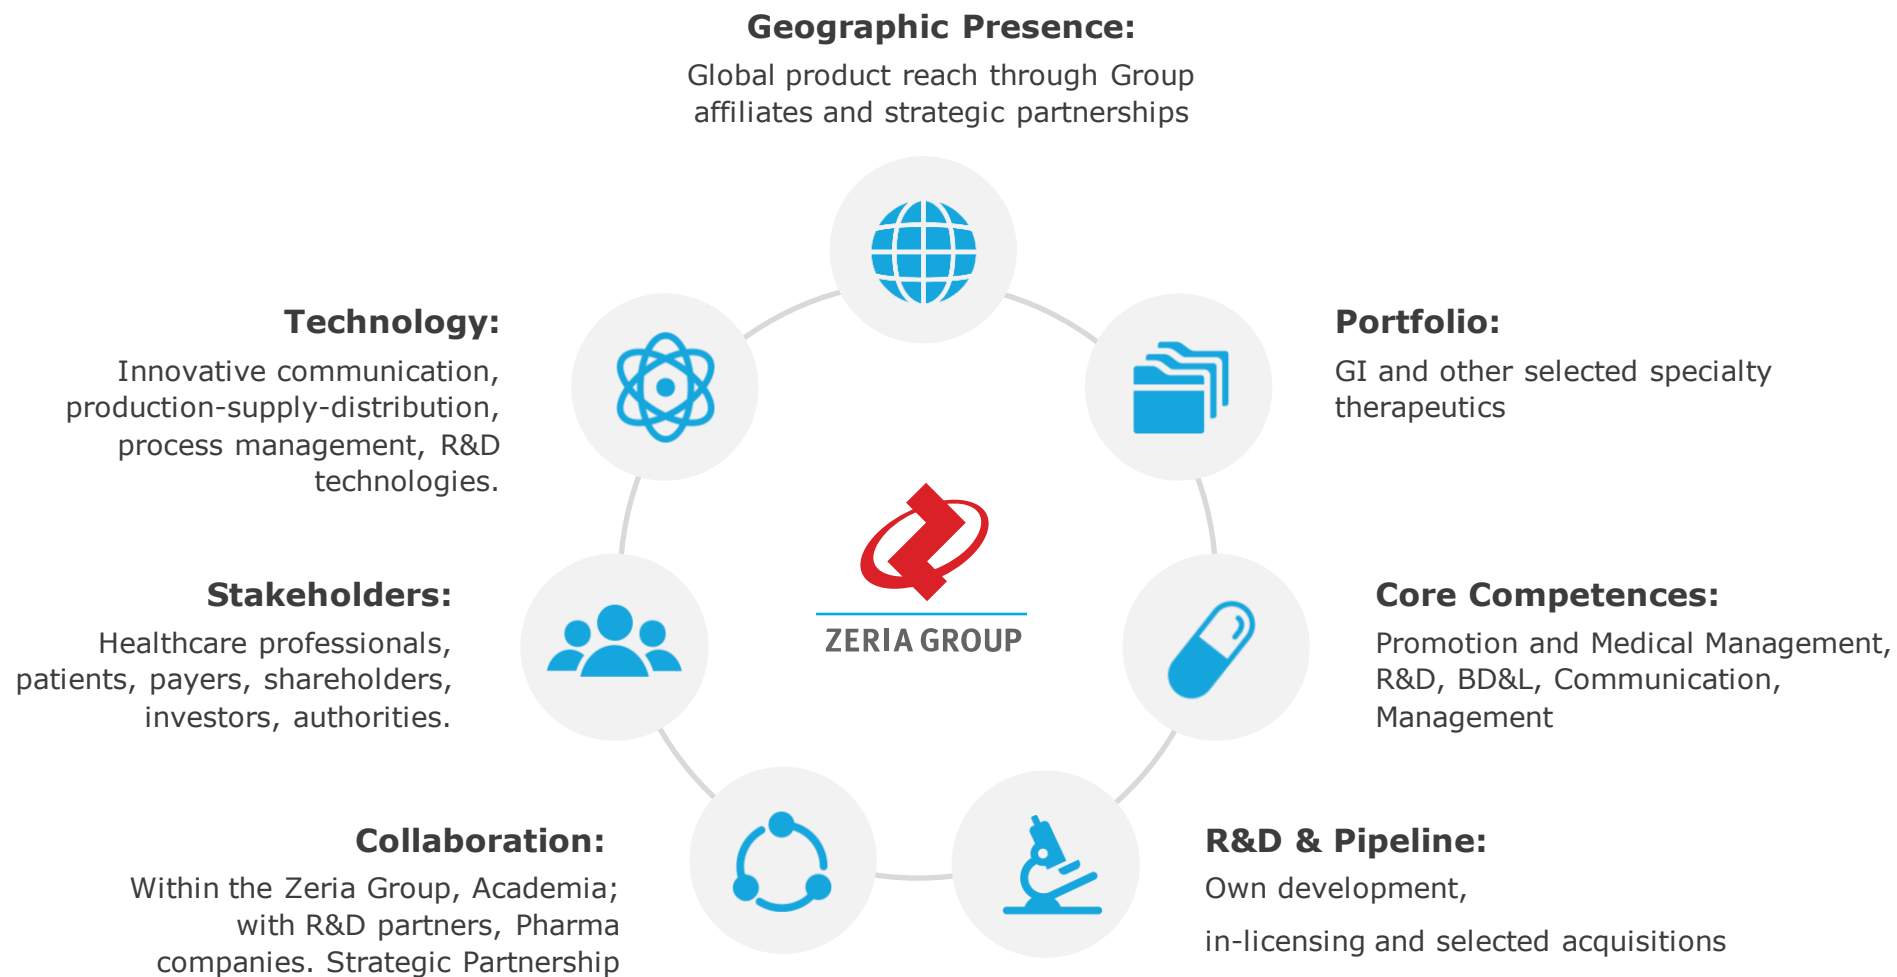 Geographic Presence:
Global product reach through Group
affiliates and strategic partnerships
Technology:
Innovative communication,
production-supply-distribution,
process management, R&D
technologies.
Portfolio:
GI and other selected specialty
therapeutics
Stakeholders:
Healthcare professionals,
patients, payers, shareholders,
investors, authorities.
ZERIA GROUP
Core Competences:
Promotion and Medical Management,
R&D, BD&L, Communication,
Management
Collaboration:
Within the Zeria Group, Academia;
with R&D partners, Pharma
companies. Strategic Partnership
R&D & Pipeline:
Own development,
in-licensing and selected acquisitions